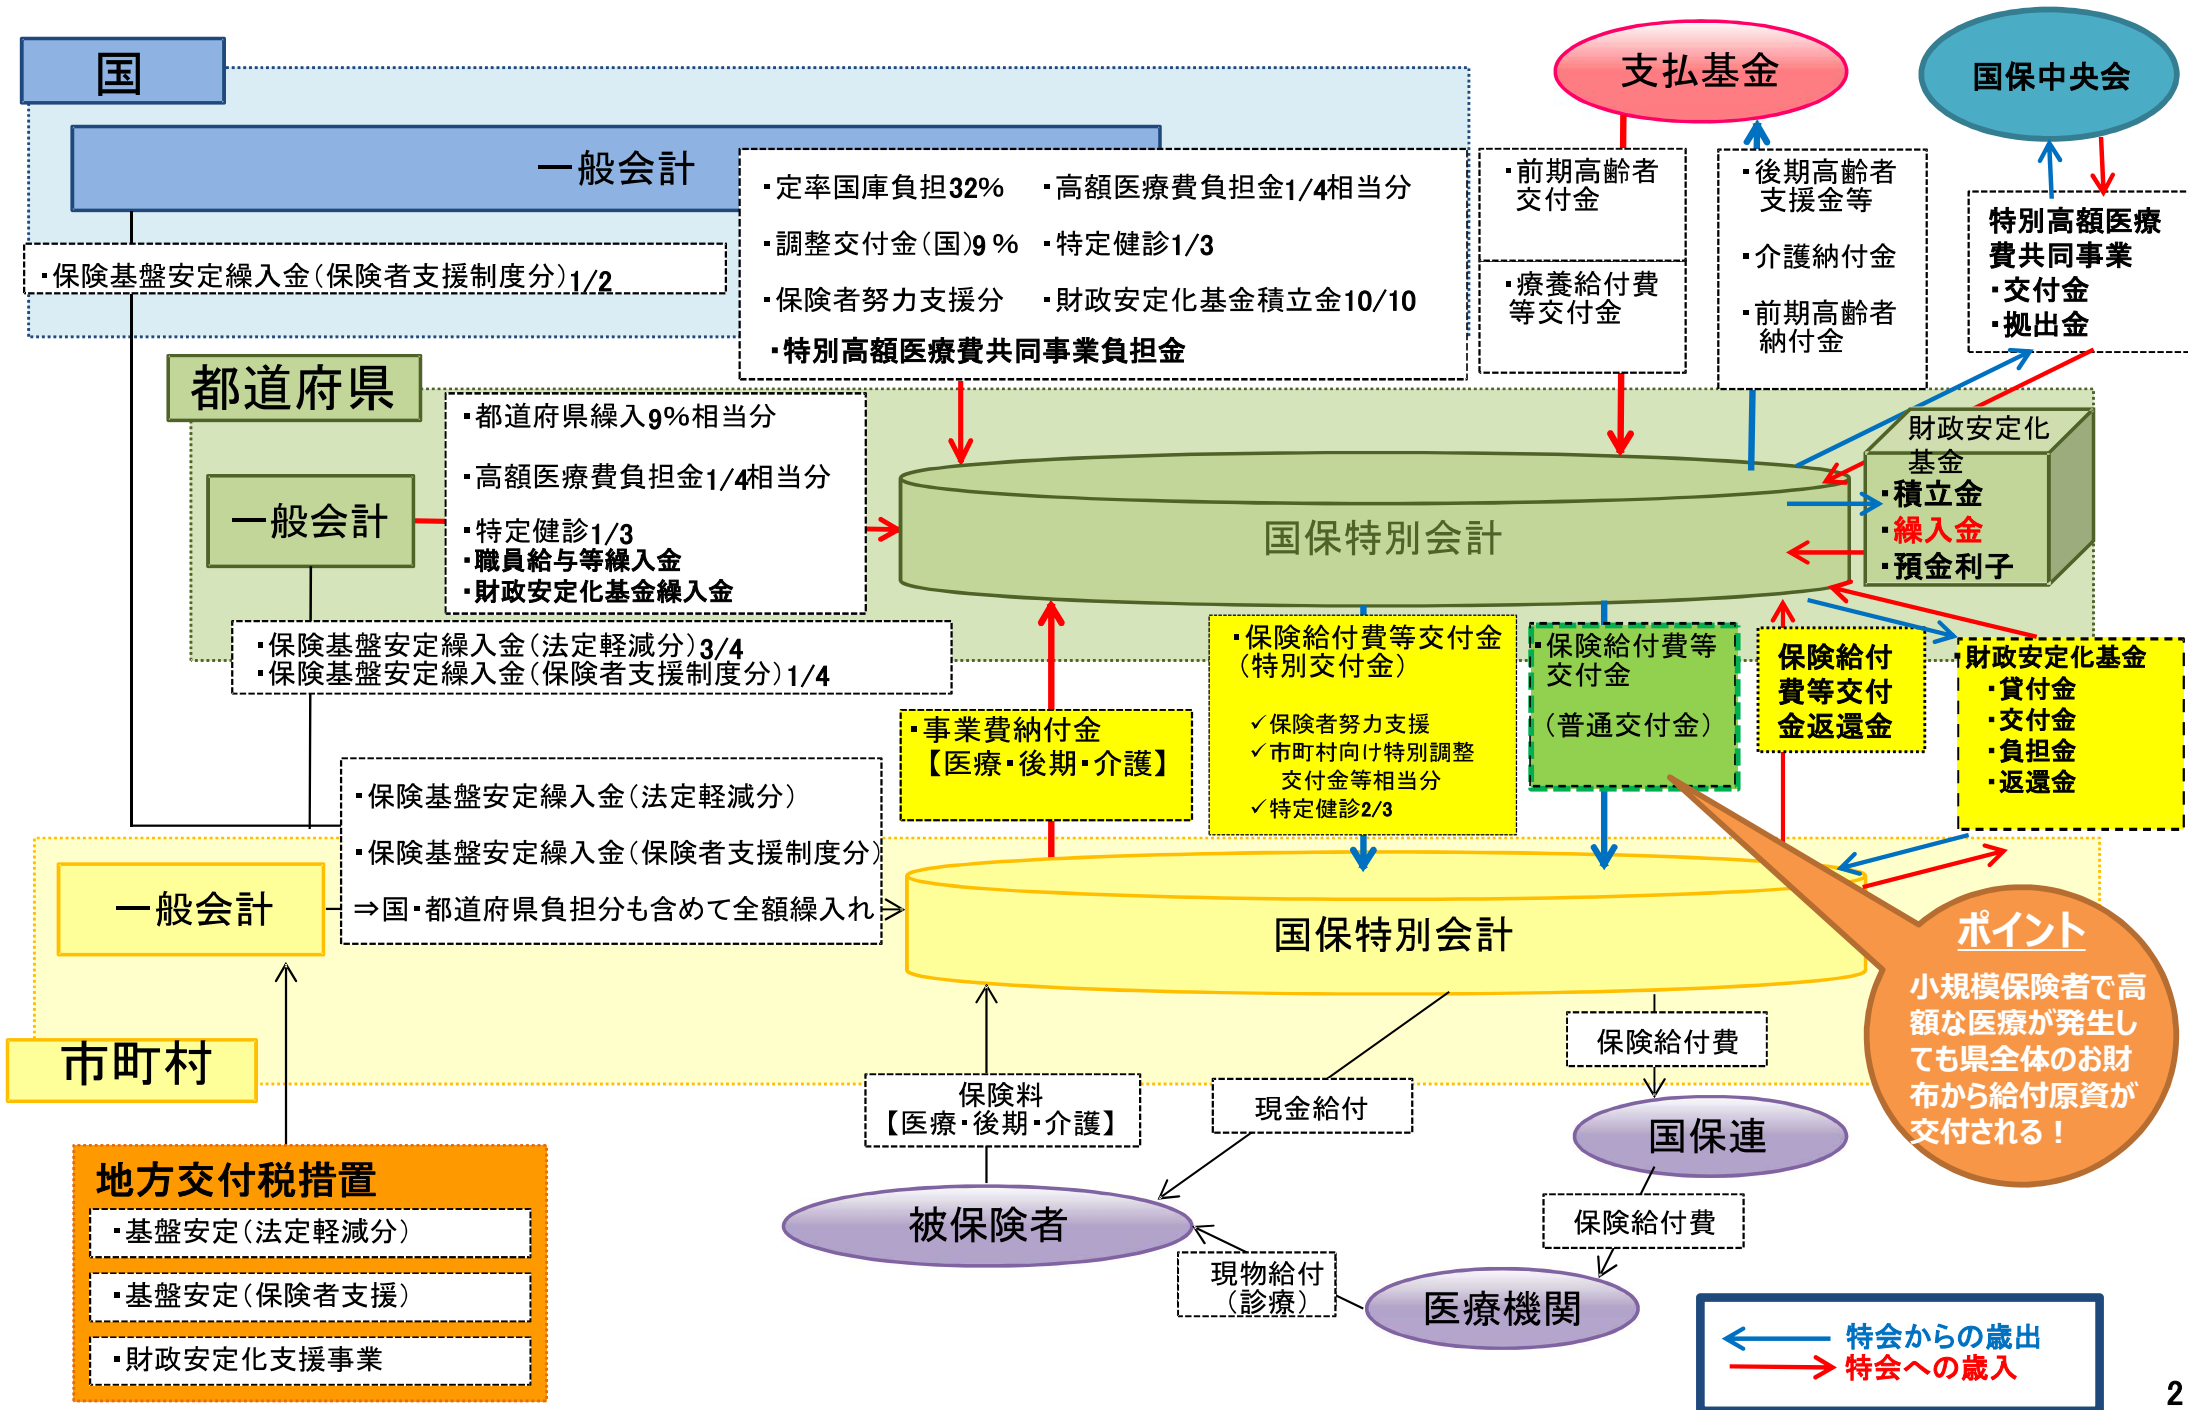 国
一般会計
・定率国庫負担32% ・高額医療費負担金1/4相当分
・調整交付金（国）9% ・特定健診1/3
・保険者努力支援分 ・財政安定化基金積立金10/10
・特別高額医療費共同事業負担金
・保険基盤安定繰入金（保険者支援制度分）1/2
支払基金
・前期高齢者
交付金
・療養給付費
等交付金
・後期高齢者
支援金等
・介護納付金
・前期高齢者
納付金
国保中央会
特別高額医療
費共同事業
・交付金
・拠出金
都道府県
一般会計
・都道府県繰入9%相当分
・高額医療費負担金1/4相当分
・特定健診1/3
・職員給与等繰入金
・財政安定化基金繰入金
国保特別会計
財政安定化
基金
・積立金
・繰入金
・預金利子
・保険基盤安定繰入金（法定軽減分）3/4
・保険基盤安定繰入金（保険者支援制度分）1/4
・事業費納付金
【医療・後期・介護】
・保険給付費等交付金
（特別交付金）
✓保険者努力支援
✓市町村向け特別調整
交付金等相当分
✓特定健診2/3
・保険給付費等
交付金
（普通交付金）
保険給付
費等交付
金返還金
・財政安定化基金
・貸付金
・交付金
・負担金
・返還金
・保険基盤安定繰入金（法定軽減分）
・保険基盤安定繰入金（保険者支援制度分）
⇒国・都道府県負担分も含めて全額繰入れ
一般会計
国保特別会計
市町村
ポイント
小規模保険者で高
額な医療が発生し
ても県全体のお財
布から給付原資が
交付される！
保険料
【医療・後期・介護】
現金給付
保険給付費
国保連
保険給付費
被保険者
現物給付
（診療）
医療機関
地方交付税措置
・基盤安定（法定軽減分）
・基盤安定（保険者支援）
・財政安定化支援事業
特会からの歳出
特会への歳入
2